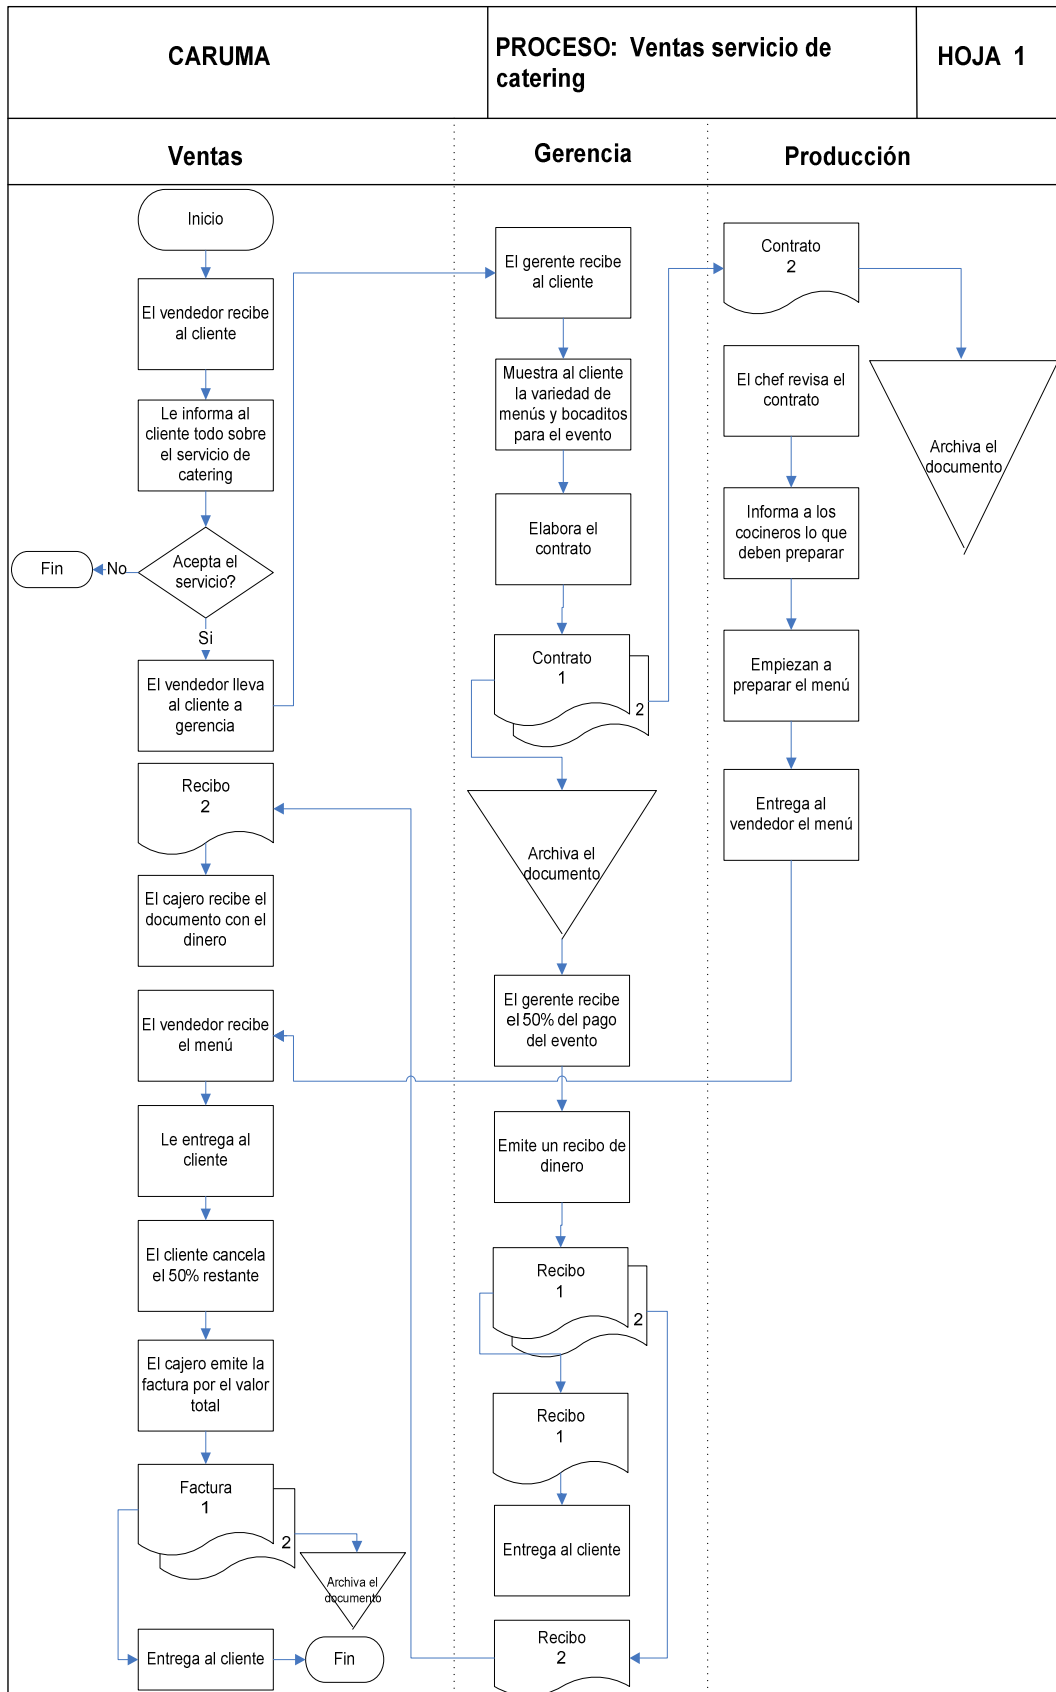 CARUMA
PROCESO: Ventas servicio de
catering
HOJA 1
Ventas
Gerencia
Producción
Inicio
El vendedor recibe
al cliente
Le informa al
cliente todo sobre
el servicio de
catering
Acepta el
servicio?
No
Fin
Si
El vendedor lleva
al cliente a
gerencia
Recibo
2
El cajero recibe el
documento con el
dinero
El vendedor recibe
el menú
Le entrega al
cliente
El cliente cancela
el 50% restante
El cajero emite la
factura por el valor
total
Factura
1
2
Archiva el
documento
Entrega al cliente
Fin
El gerente recibe
al cliente
Muestra al cliente
la variedad de
menús y bocaditos
para el evento
Elabora el
contrato
Contrato
1
2
Archiva el
documento
El gerente recibe
el 50% del pago
del evento
Emite un recibo de
dinero
Recibo
1
2
Recibo
1
Entrega al cliente
Recibo
2
Contrato
2
Archiva el
documento
El chef revisa el
contrato
Informa a los
cocineros lo que
deben preparar
Empiezan a
preparar el menú
Entrega al
vendedor el menú